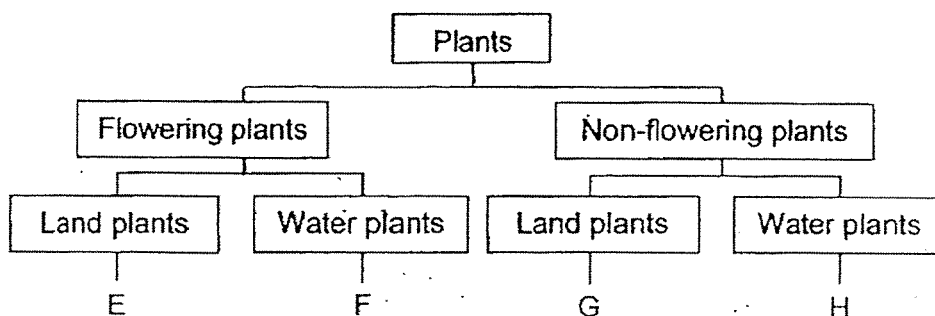 Plants
Flowering plants Non-flowering plants
Land plants Water plants Land plants Water plants
E F G H